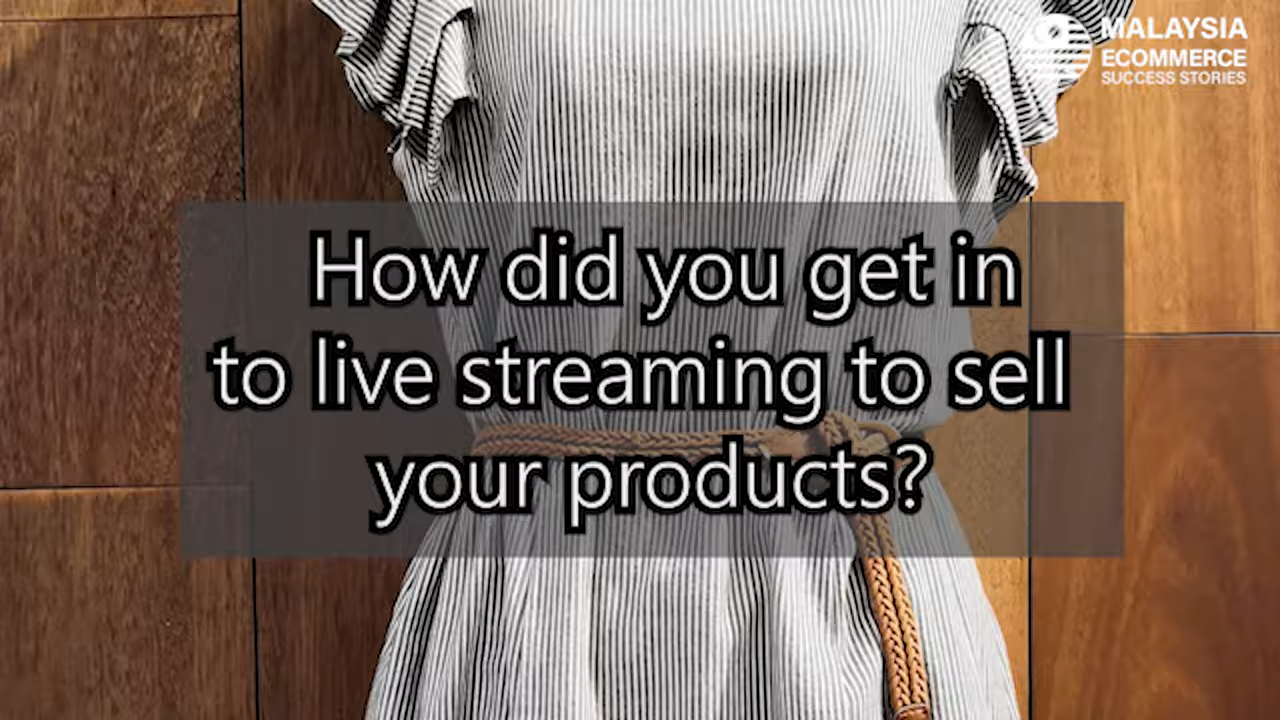 MALAYSIA
ECOMMERCE
SUCCESS STORIES
How did you get in
to live streaming to sell
your products?